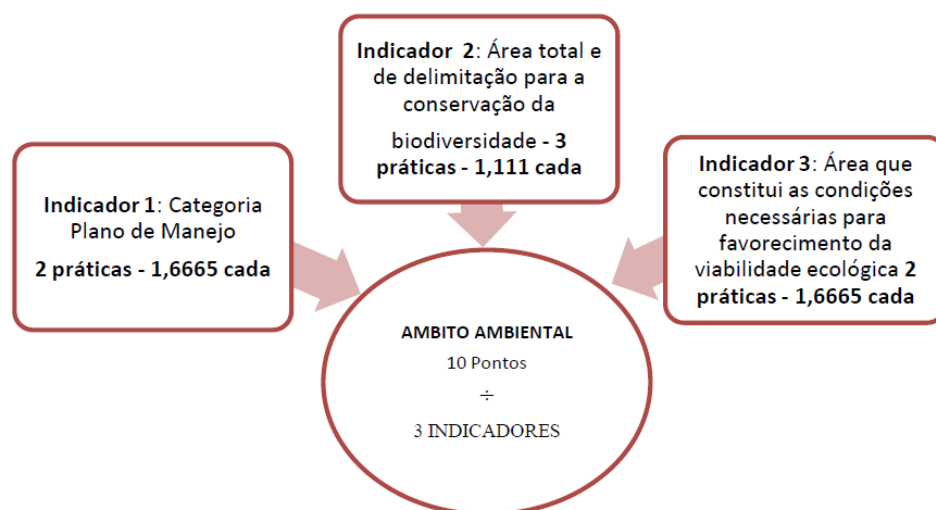 Indicador 1: Categoria
Plano de Manejo
2 práticas - 1,6665 cada
Indicador 2: Área total e
de delimitação para a
conservação da
biodiversidade - 3
práticas - 1,111 cada
Indicador 3: Área que
constitui as condições
necessárias para
favorecimento da
viabilidade ecológica 2
práticas - 1,6665 cada
AMBITO AMBIENTAL
10 Pontos
÷
3 INDICADORES